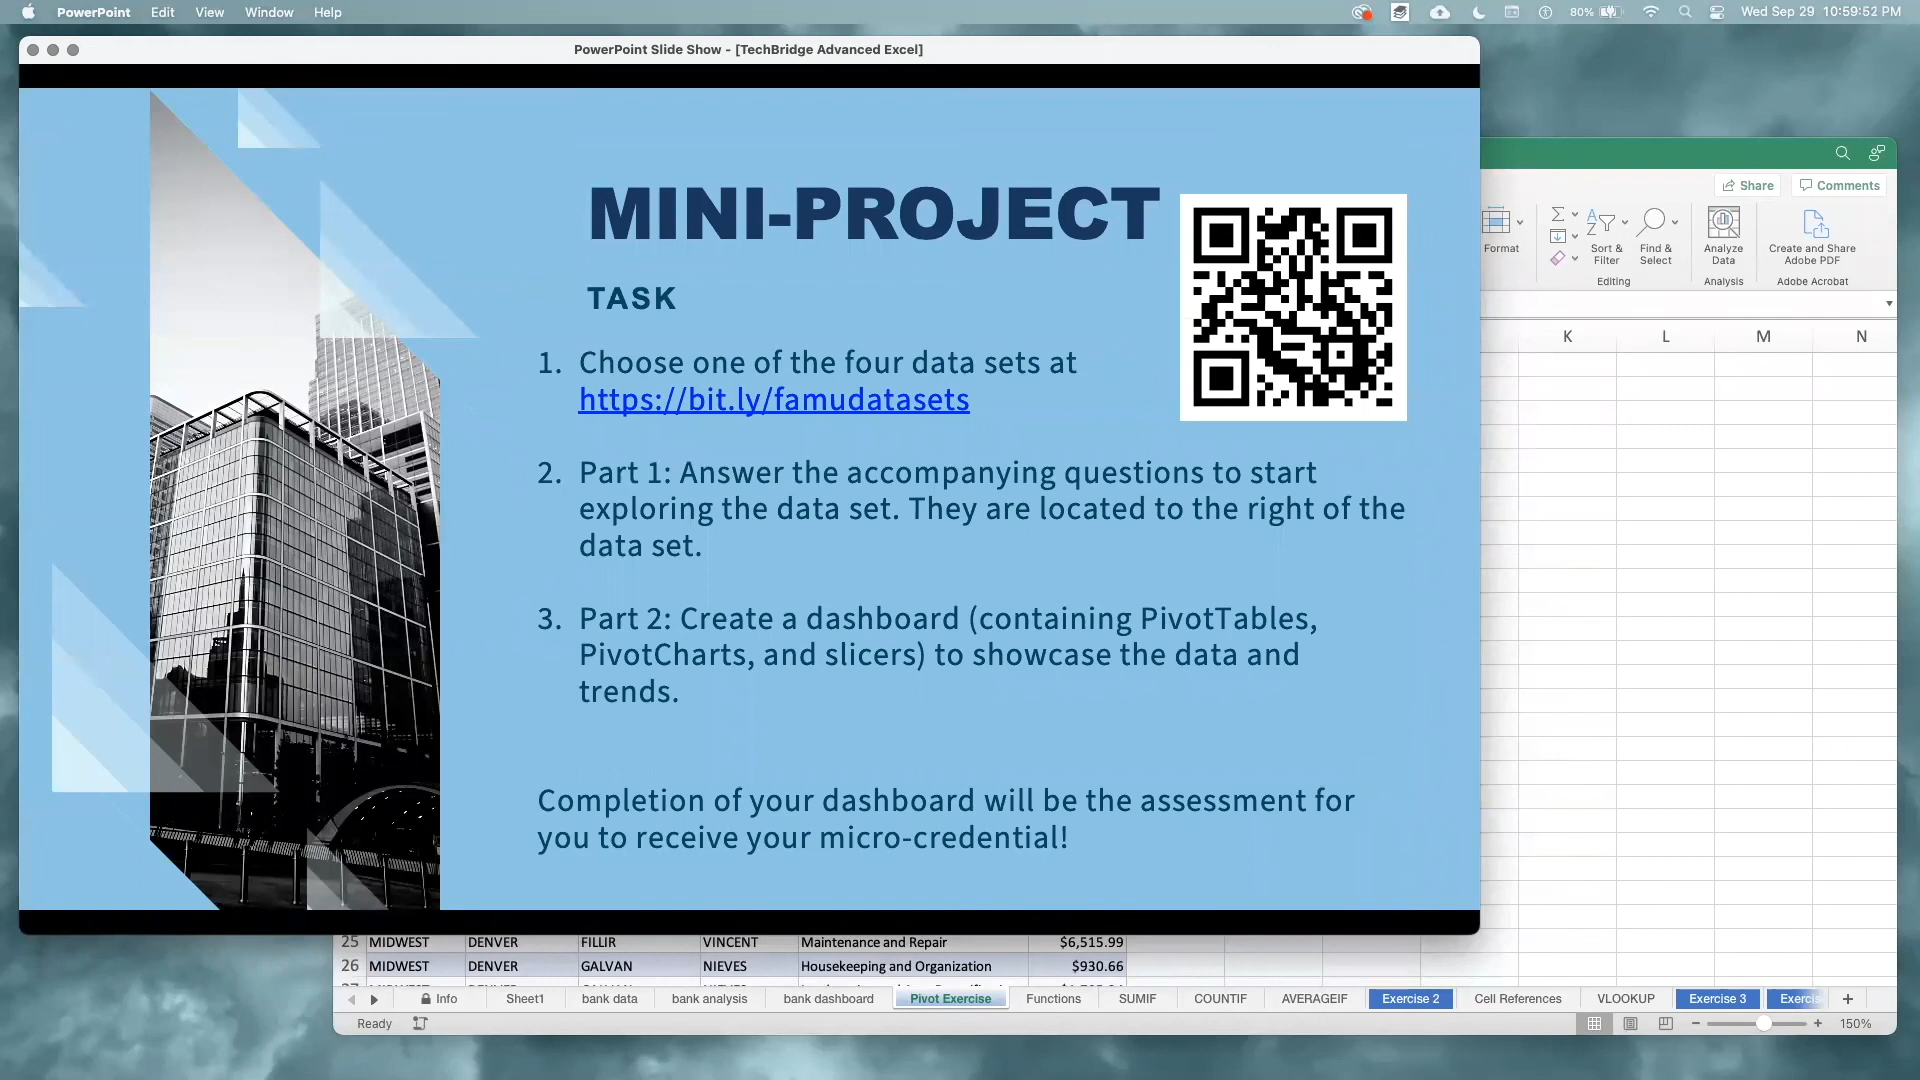 PowerPoint Edit View Window Help
80% Wed Sep 29 10:59:52 PM
PowerPoint Slide Show - [TechBridge Advanced Excel]
MINI-PROJECT
TASK
1. Choose one of the four data sets at
https://bit.ly/famudatasets
2. Part 1: Answer the accompanying questions to start
exploring the data set. They are located to the right of the
data set.
3. Part 2: Create a dashboard (containing PivotTables,
PivotCharts, and slicers) to showcase the data and
trends.
Completion of your dashboard will be the assessment for
you to receive your micro-credential!
Share Comments
Format Sort & Filter Find & Select Analyze Data Create and Share Adobe PDF
Editing Analysis Adobe Acrobat
K L M N
25 MIDWEST DENVER FILLIR VINCENT Maintenance and Repair $6,515.99
26 MIDWEST DENVER GALVAN NIEVES Housekeeping and Organization $930.66
Info Sheet1 bank data bank analysis bank dashboard Pivot Exercise Functions SUMIF COUNTIF AVERAGEIF Exercise 2 Cell References VLOOKUP Exercise 3 Exercis +
Ready 150%